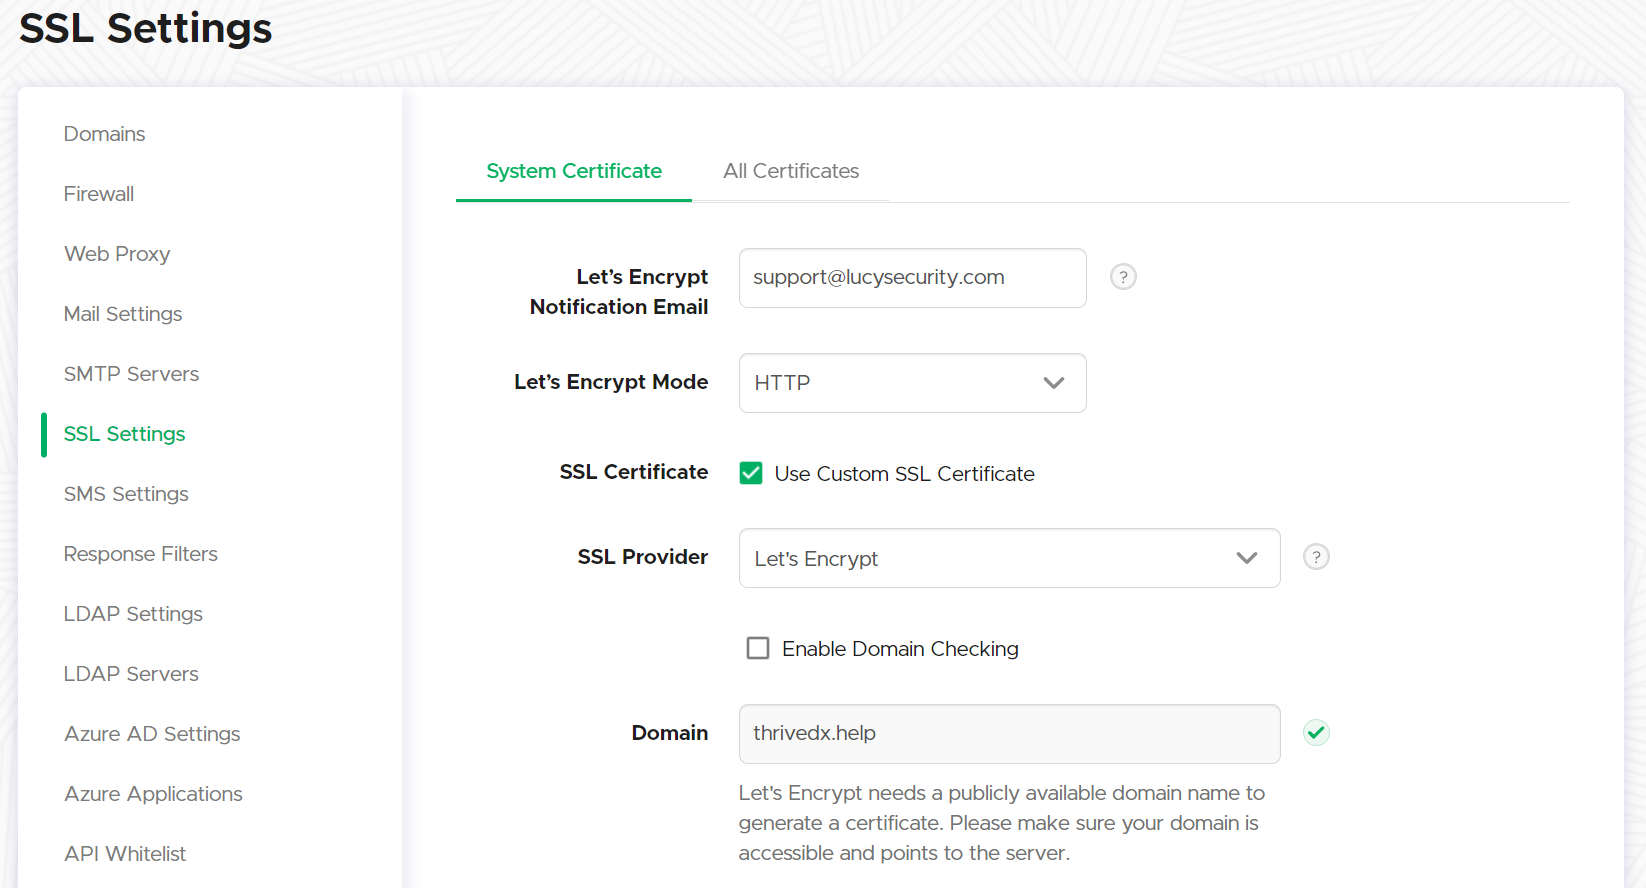 SSL Settings
Domains
Firewall
Web Proxy
Mail Settings
SMTP Servers
SSL Settings
SMS Settings
Response Filters
LDAP Settings
LDAP Servers
Azure AD Settings
Azure Applications
API Whitelist
System Certificate
All Certificates
Let’s Encrypt
Notification Email
support@lucysecurity.com
?
Let’s Encrypt Mode
HTTP
SSL Certificate
Use Custom SSL Certificate
SSL Provider
Let's Encrypt
?
Enable Domain Checking
Domain
thrivedx.help
Let's Encrypt needs a publicly available domain name to
generate a certificate. Please make sure your domain is
accessible and points to the server.